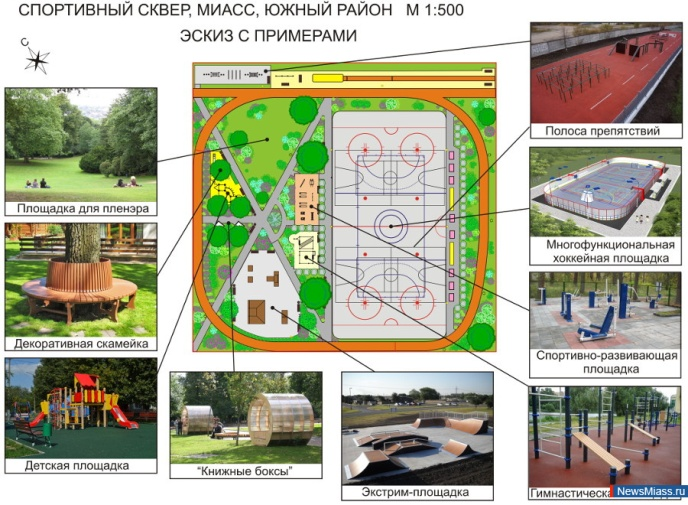 СПОРТИВНЫЙ СКВЕР, МИАСС, ЮЖНЫЙ РАЙОН М 1:500
ЭСКИЗ С ПРИМЕРАМИ
С
Полоса препятствий
Площадка для пленэра
Многофункциональная
хоккейная площадка
Декоративная скамейка
Спортивно-развивающая
площадка
Детская площадка
"Книжные боксы"
Экстрим-площадка
Гимнастическая
NewsMiass.ru